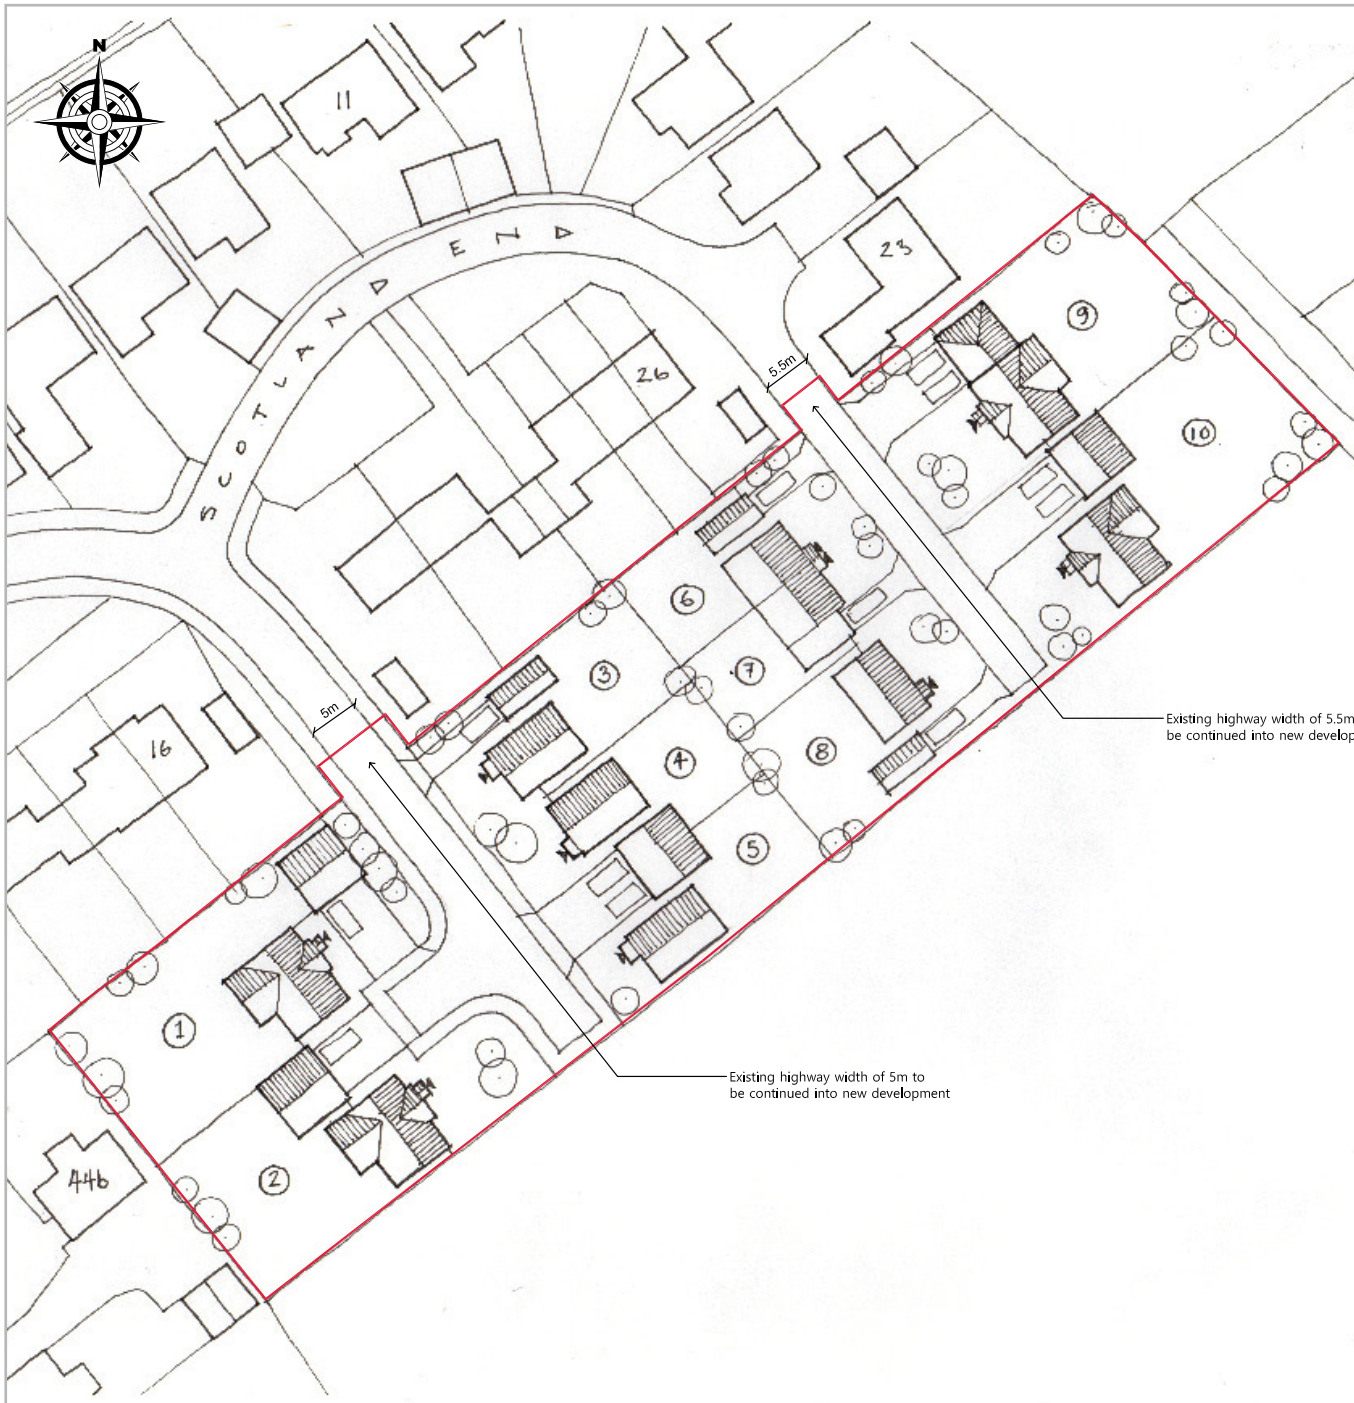 N
11
SCOTLAND END
23
26
5.5m
9
10
6
3
7
4
8
5
5m
16
Existing highway width of 5.5m
be continued into new develop
1
Existing highway width of 5m to
be continued into new development
2
44b